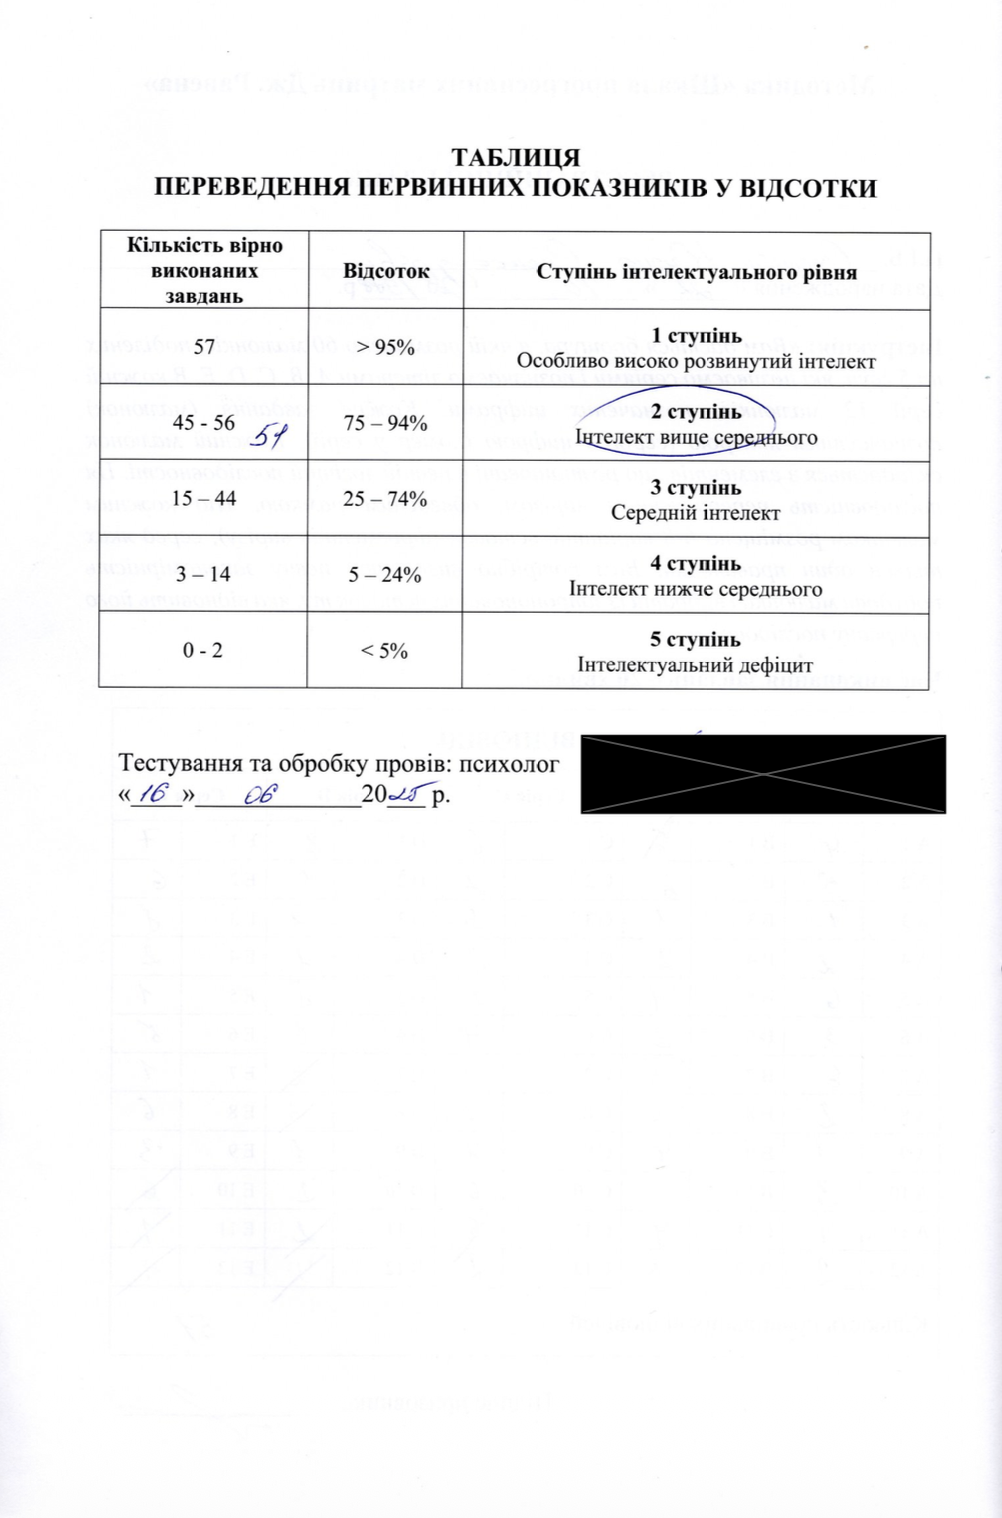 ТАБЛИЦЯ
ПЕРЕВЕДЕННЯ ПЕРВИННИХ ПОКАЗНИКІВ У ВІДСОТКИ
Кількість вірно виконаних завдань Відсоток Ступінь інтелектуального рівня
57 > 95% 1 ступінь
Особливо високо розвинутий інтелект
45 - 56 51 75 – 94% 2 ступінь
Інтелект вище середнього
15 – 44 25 – 74% 3 ступінь
Середній інтелект
3 – 14 5 – 24% 4 ступінь
Інтелект нижче середнього
0 - 2 < 5% 5 ступінь
Інтелектуальний дефіцит
Тестування та обробку провів: психолог
« 16 » 06 2025 р.